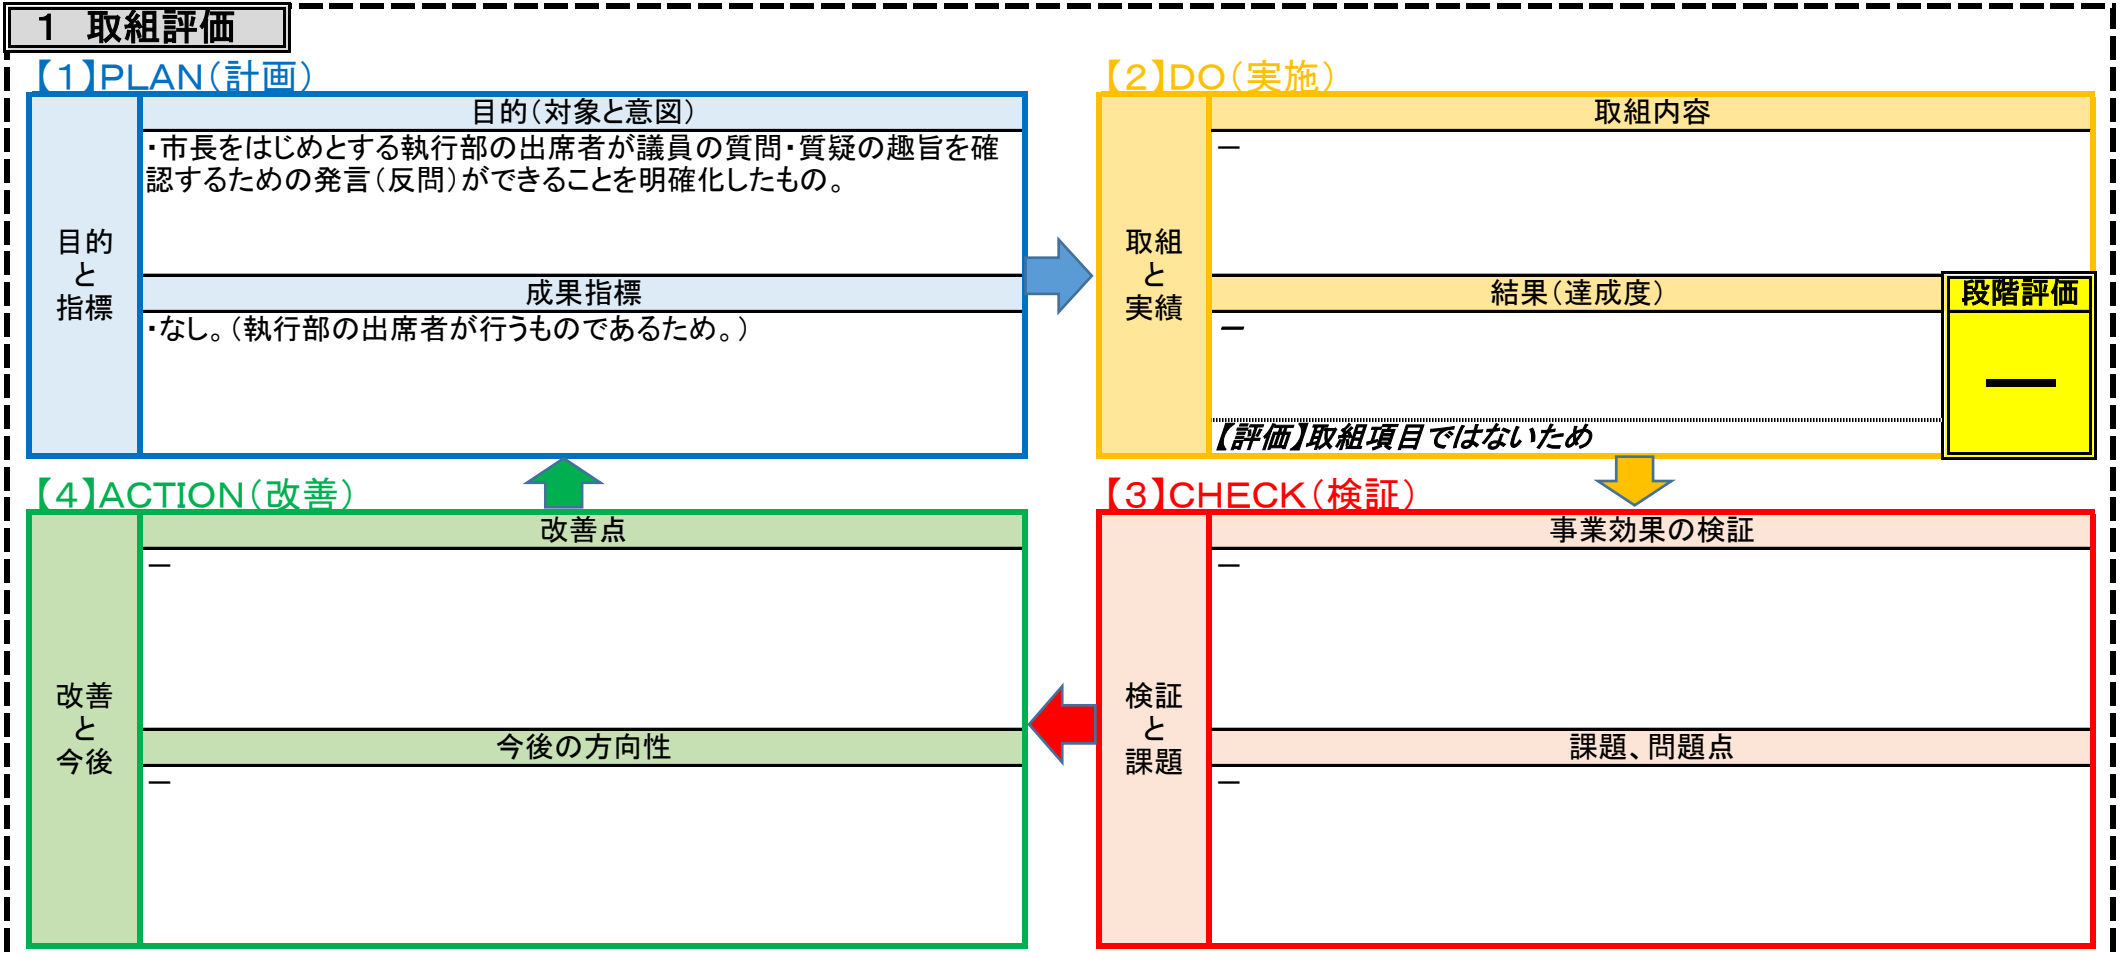 １　取組評価
【１】PLAN（計画）
目的（対象と意図）
・市長をはじめとする執行部の出席者が議員の質問・質疑の趣旨を確
認するための発言（反問）ができることを明確化したもの。
目的
と
指標
成果指標
・なし。（執行部の出席者が行うものであるため。）
【２】DO（実施）
取組内容
－
取組
と
実績
結果（達成度）
－
【評価】取組項目ではないため
段階評価
－
【３】CHECK（検証）
事業効果の検証
－
検証
と
課題
課題、問題点
－
【４】ACTION（改善）
改善点
－
改善
と
今後
今後の方向性
－